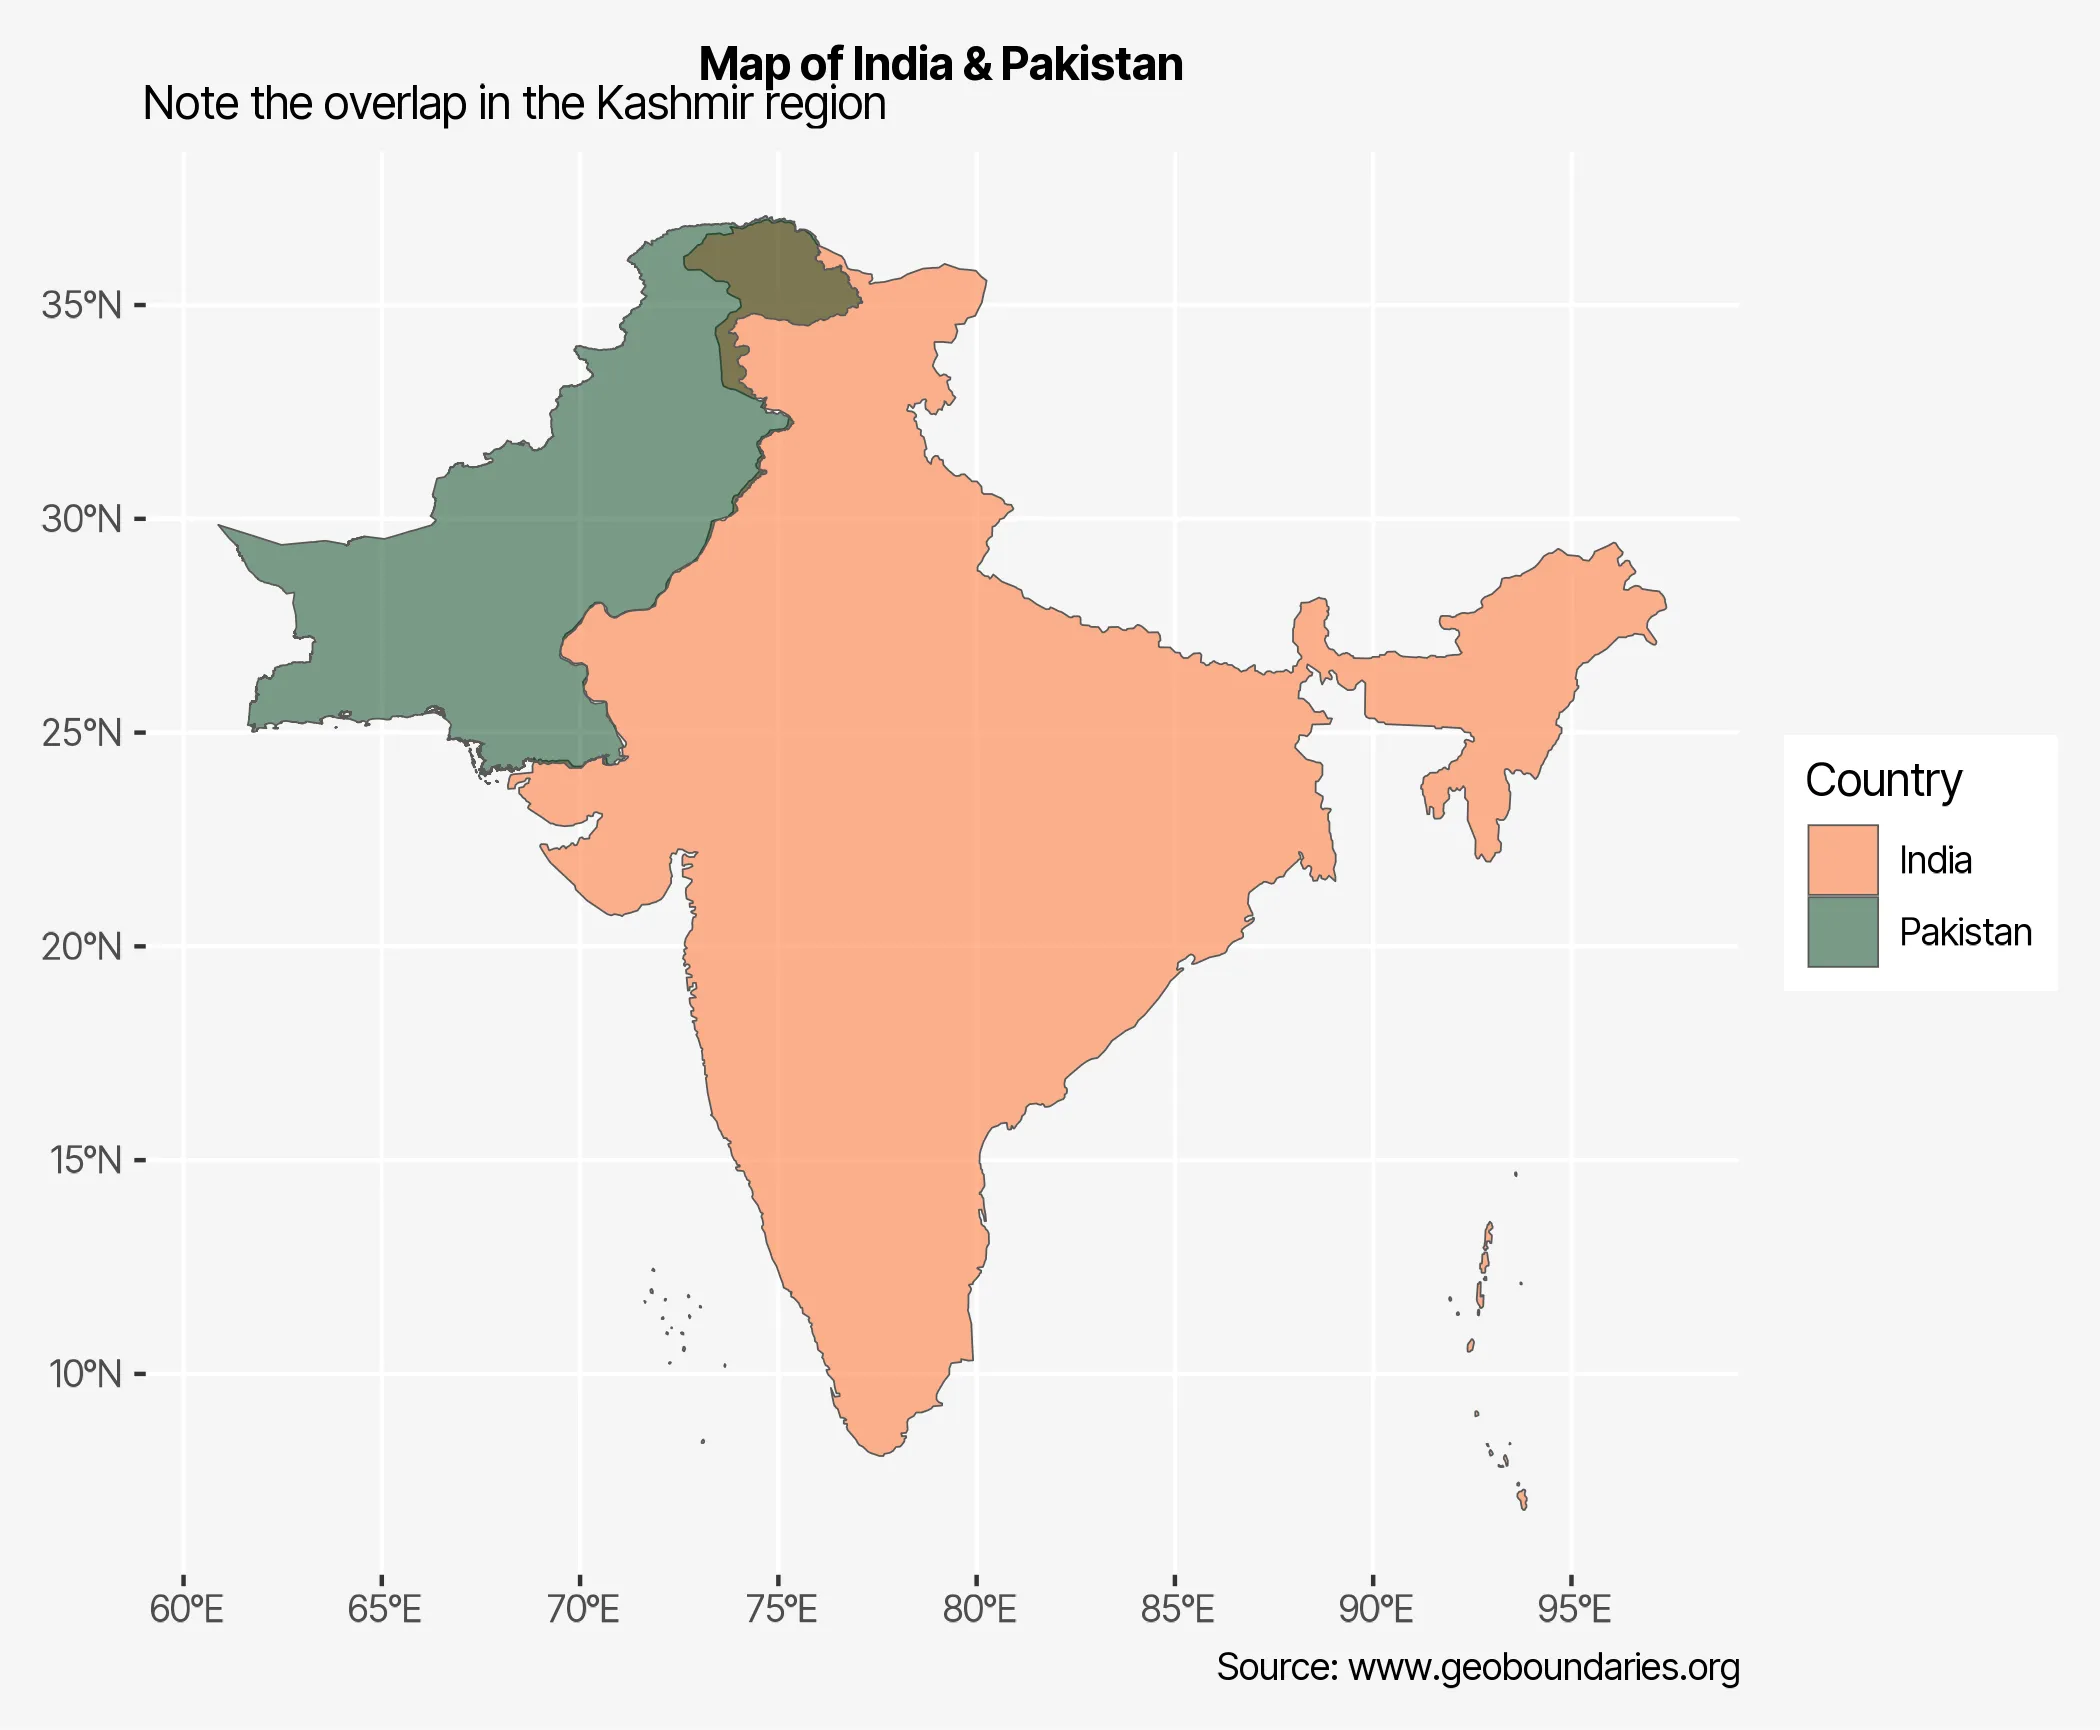 Map of India & Pakistan
Note the overlap in the Kashmir region
35°N
30°N
25°N
20°N
15°N
10°N
60°E
65°E
70°E
75°E
80°E
85°E
90°E
95°E
Country
India
Pakistan
Source: www.geoboundaries.org